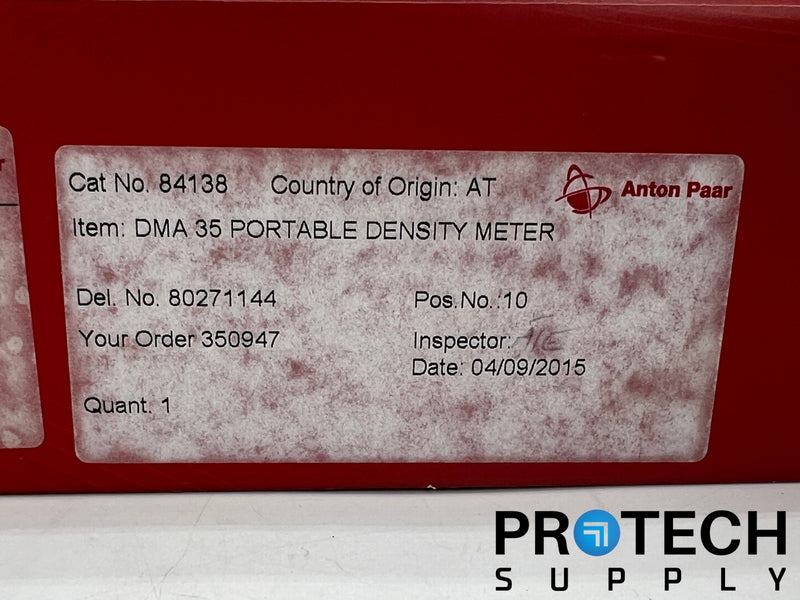 Cat No. 84138 Country of Origin: AT
Anton Paar
Item: DMA 35 PORTABLE DENSITY METER
Del. No. 80271144 Pos.No.:10
Your Order 350947 Inspector:
Date: 04/09/2015
Quant. 1
r
PROTECH
SUPPLY